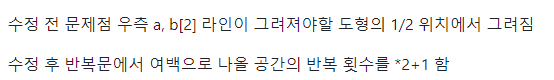 수정 전 문제점 우측 a, b[2] 라인이 그려져야할 도형의 1/2 위치에서 그려짐
수정 후 반복문에서 여백으로 나올 공간의 반복 횟수를 *2+1 함